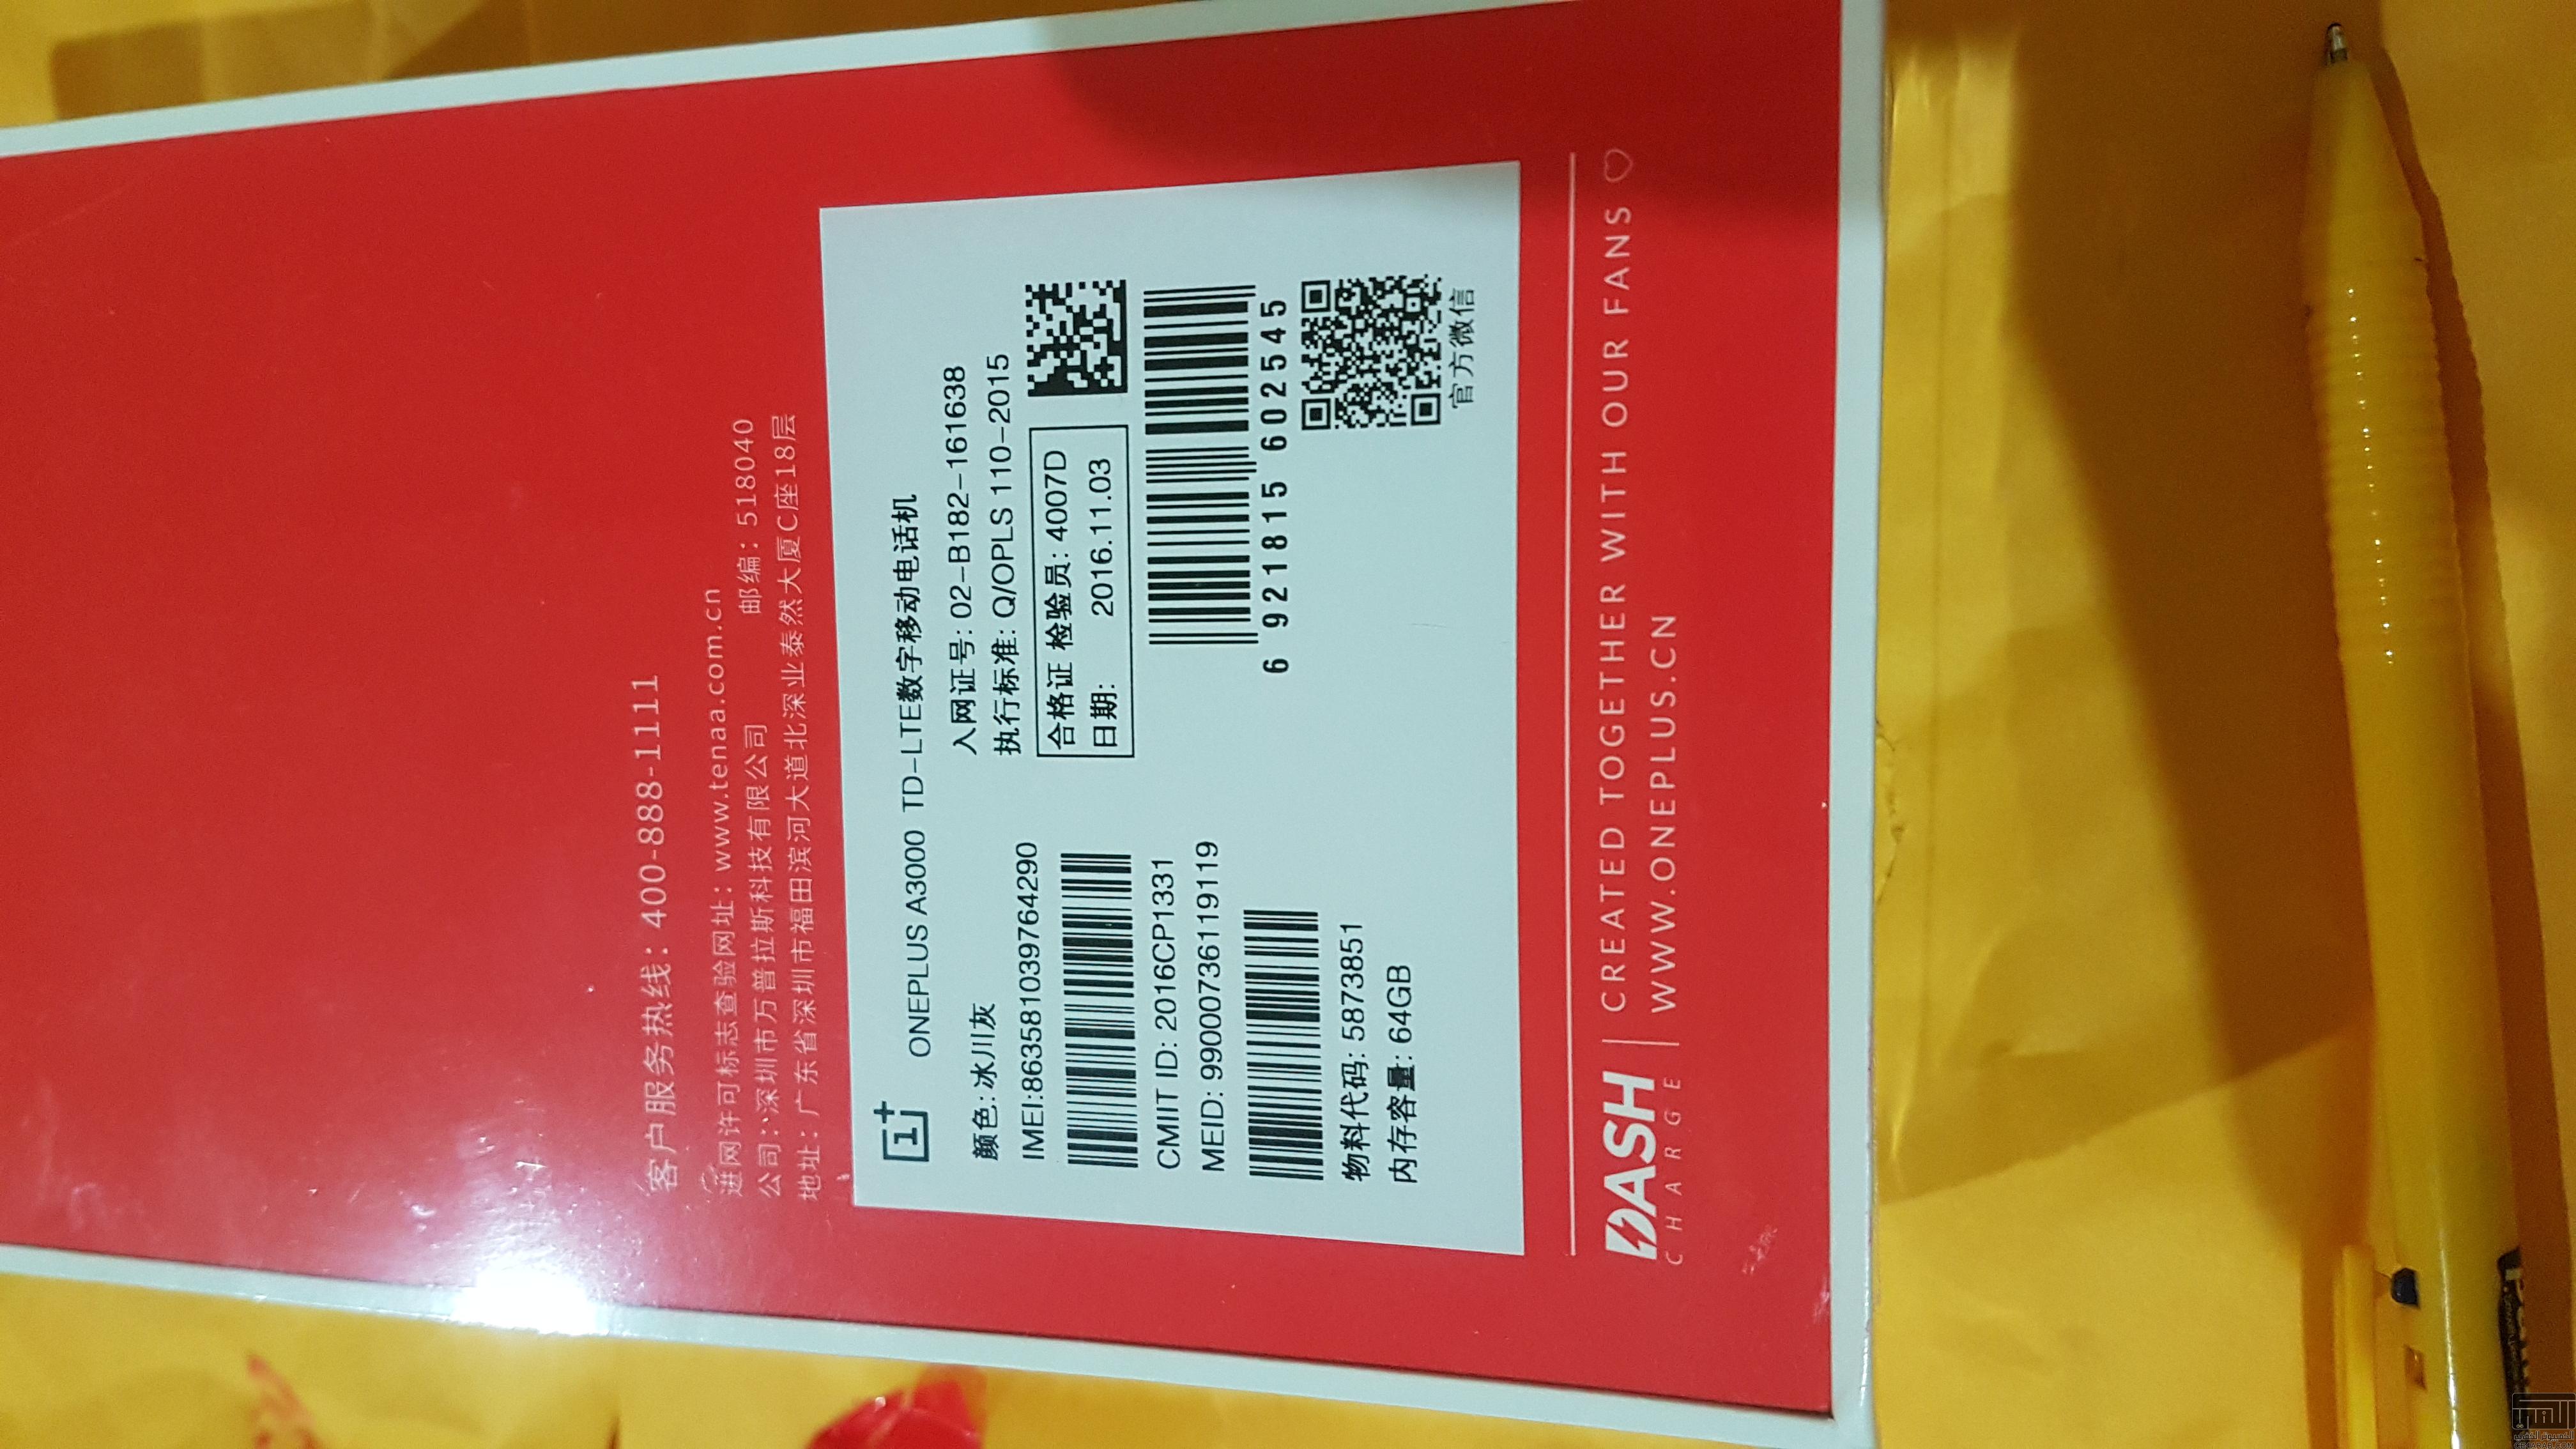 客户服务热线：400-888-1111
进网许可标志查验网址：www.tenaa.com.cn
公司：深圳市万普拉斯科技有限公司 邮编：518040
地址：广东省深圳市福田滨河大道北深业泰然大厦C座18层
1+
ONEPLUS A3000 TD-LTE数字移动电话机
颜色: 冰川灰
IMEI:863581039764290
CMIIT ID: 2016CP1331
MEID: 99000736119119
物料代码: 5873851
内存容量: 64GB
入网证号: 02-B182-161638
执行标准: Q/OPLS 110-2015
合格证 检验员: 4007D
日期: 2016.11.03
6 921815 602545
官方微信
DASH
CHARGE
CREATED TOGETHER WITH OUR FANS ♡
WWW.ONEPLUS.CN